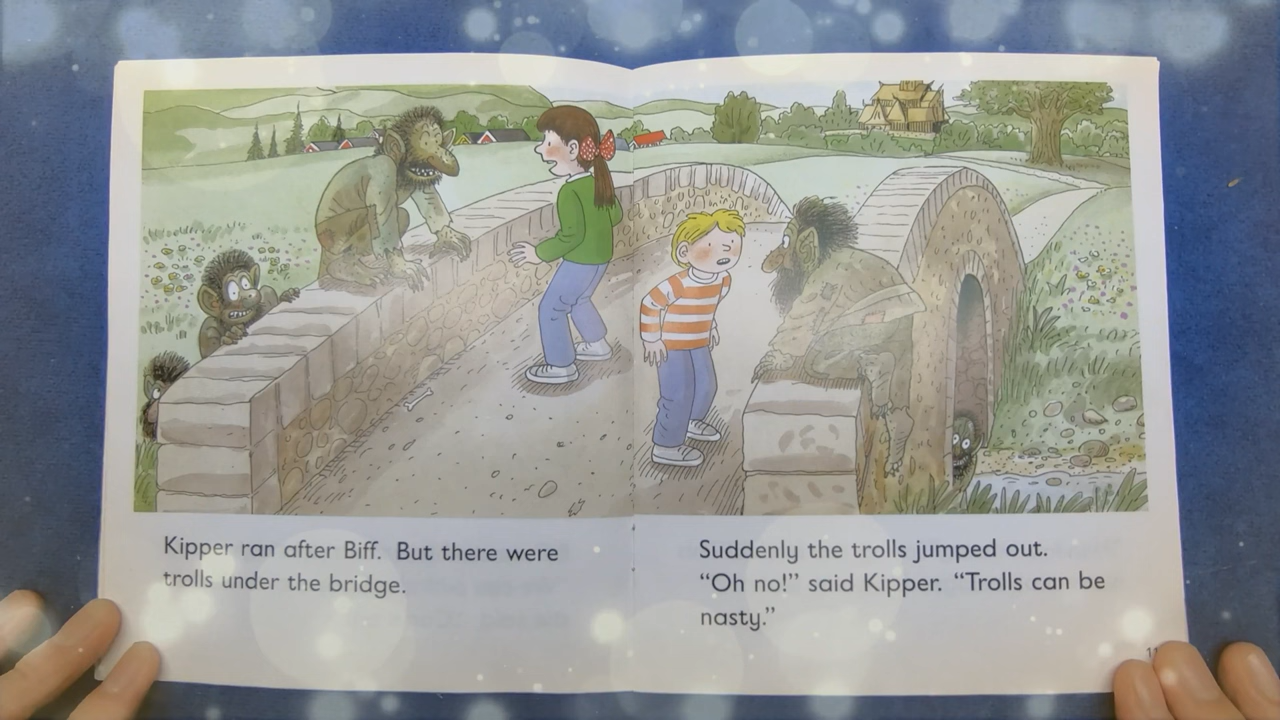 Kipper ran after Biff. But there were
trolls under the bridge.
Suddenly the trolls jumped out.
“Oh no!” said Kipper. “Trolls can be
nasty.”